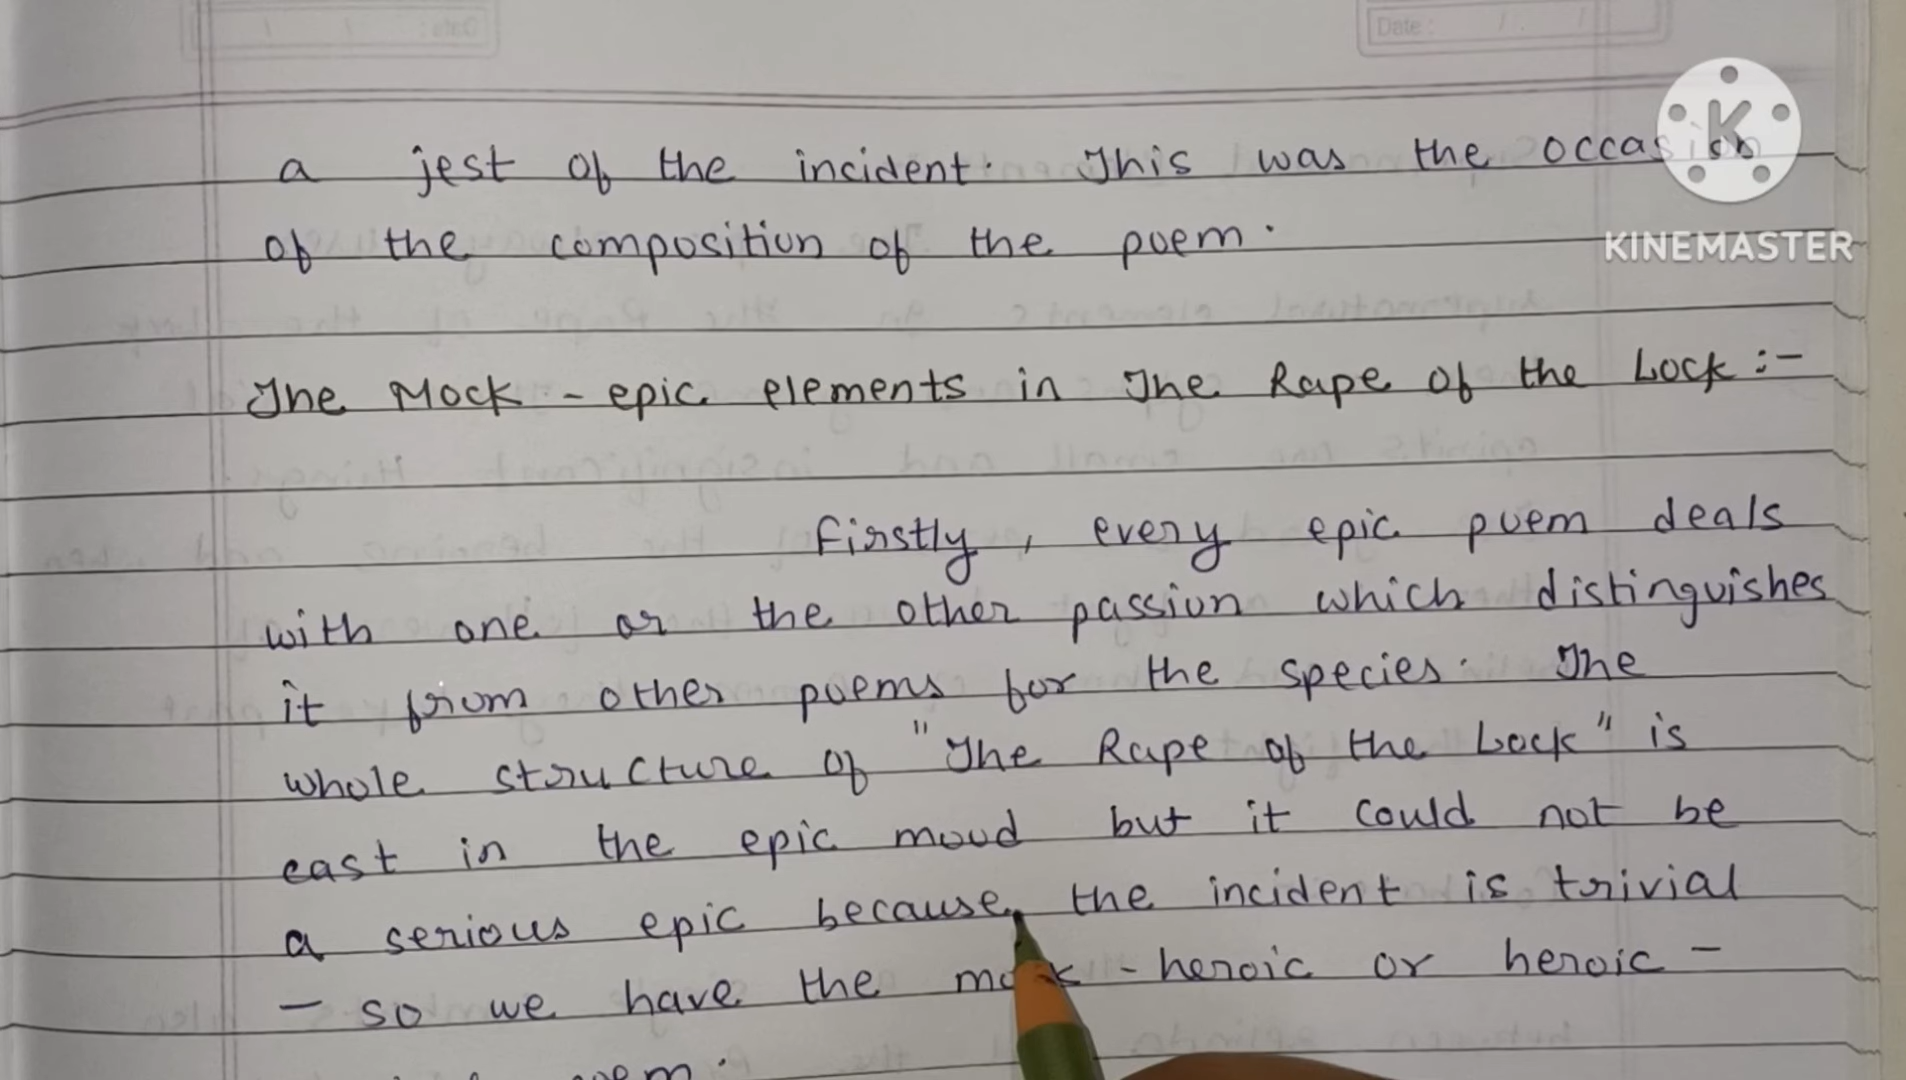 Date : / /
a jest of the incident. This was the occasion
KINEMASTER
of the composition of the poem.
The Mock - epic elements in The Rape of the Lock :-
Firstly, every epic poem deals
with one or the other passion which distinguishes
it from other poems for the species. The
whole structure of "The Rape of the Lock" is
cast in the epic mood but it could not be
a serious epic because the incident is trivial
- so we have the mock - heroic or heroic -
poem.